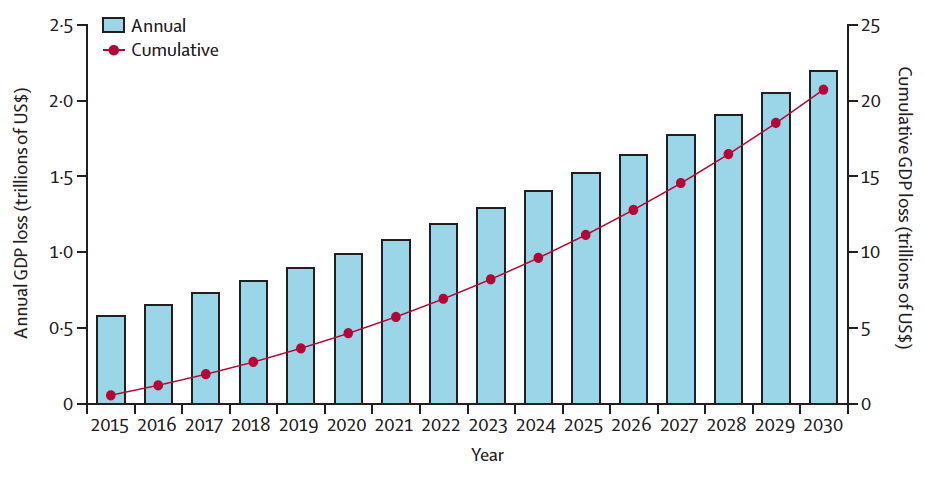 Annual
Cumulative
Annual GDP loss (trillions of US$)
2·5
2·0
1·5
1·0
0·5
0
Cumulative GDP loss (trillions of US$)
25
20
15
10
5
0
2015 2016 2017 2018 2019 2020 2021 2022 2023 2024 2025 2026 2027 2028 2029 2030
Year